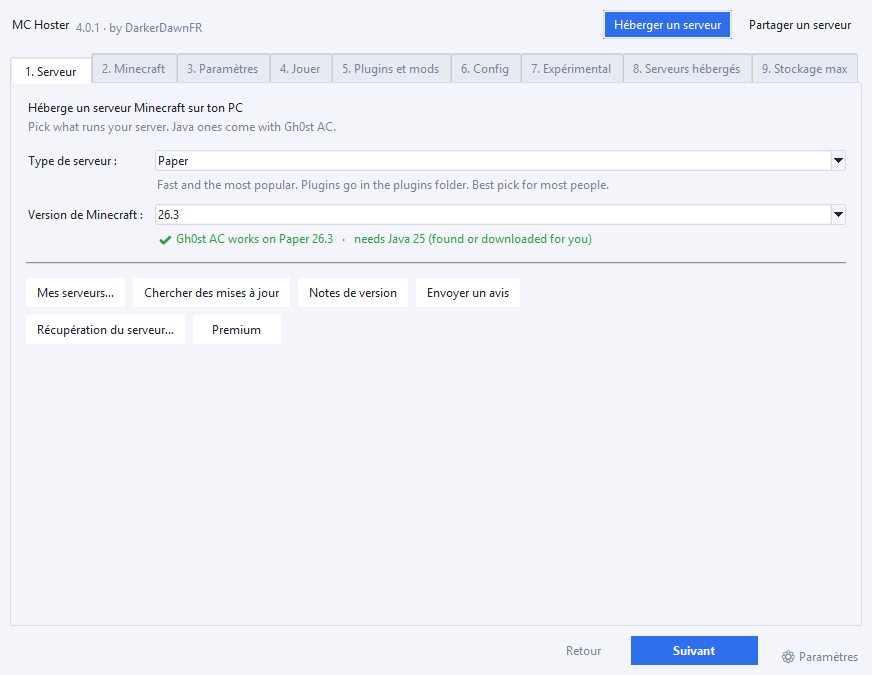 MC Hoster 4.0.1 · by DarkerDawnFR Héberger un serveur Partager un serveur
1. Serveur 2. Minecraft 3. Paramètres 4. Jouer 5. Plugins et mods 6. Config 7. Expérimental 8. Serveurs hébergés 9. Stockage max
Héberge un serveur Minecraft sur ton PC
Pick what runs your server. Java ones come with Gh0st AC.
Type de serveur : Paper
Fast and the most popular. Plugins go in the plugins folder. Best pick for most people.
Version de Minecraft : 26.3
Gh0st AC works on Paper 26.3 · needs Java 25 (found or downloaded for you)
Mes serveurs... Chercher des mises à jour Notes de version Envoyer un avis
Récupération du serveur... Premium
Retour Suivant Paramètres